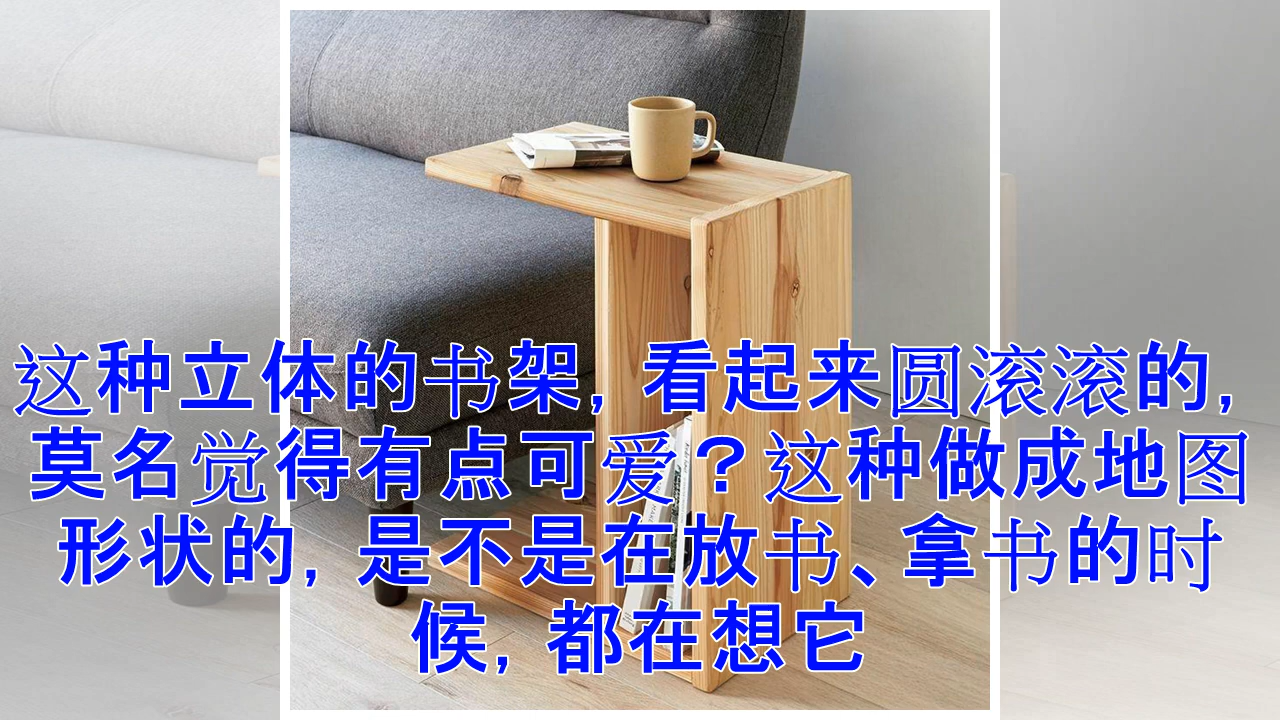 这种立体的书架，看起来圆滚滚的，
莫名觉得有点可爱？这种做成地图
形状的，是不是在放书、拿书的时
候，都在想它